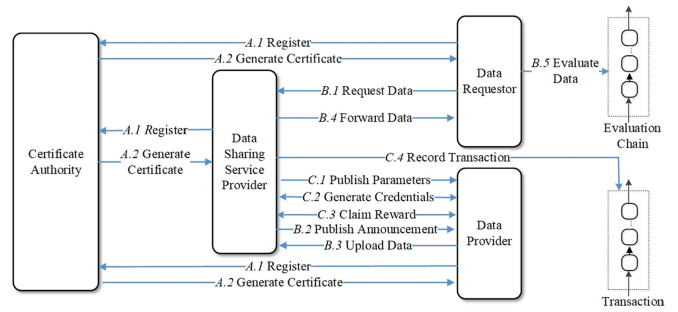 A.1 Register
A.2 Generate Certificate
B.5 Evaluate
Data
Data
Requestor
B.1 Request Data
B.4 Forward Data
Evaluation
Chain
A.1 Register
Data
Sharing
Service
Provider
Certificate
Authority
A.2 Generate
Certificate
C.4 Record Transaction
C.1 Publish Parameters
C.2 Generate Credentials
C.3 Claim Reward
B.2 Publish Announcement
B.3 Upload Data
Data
Provider
A.1 Register
A.2 Generate Certificate
Transaction